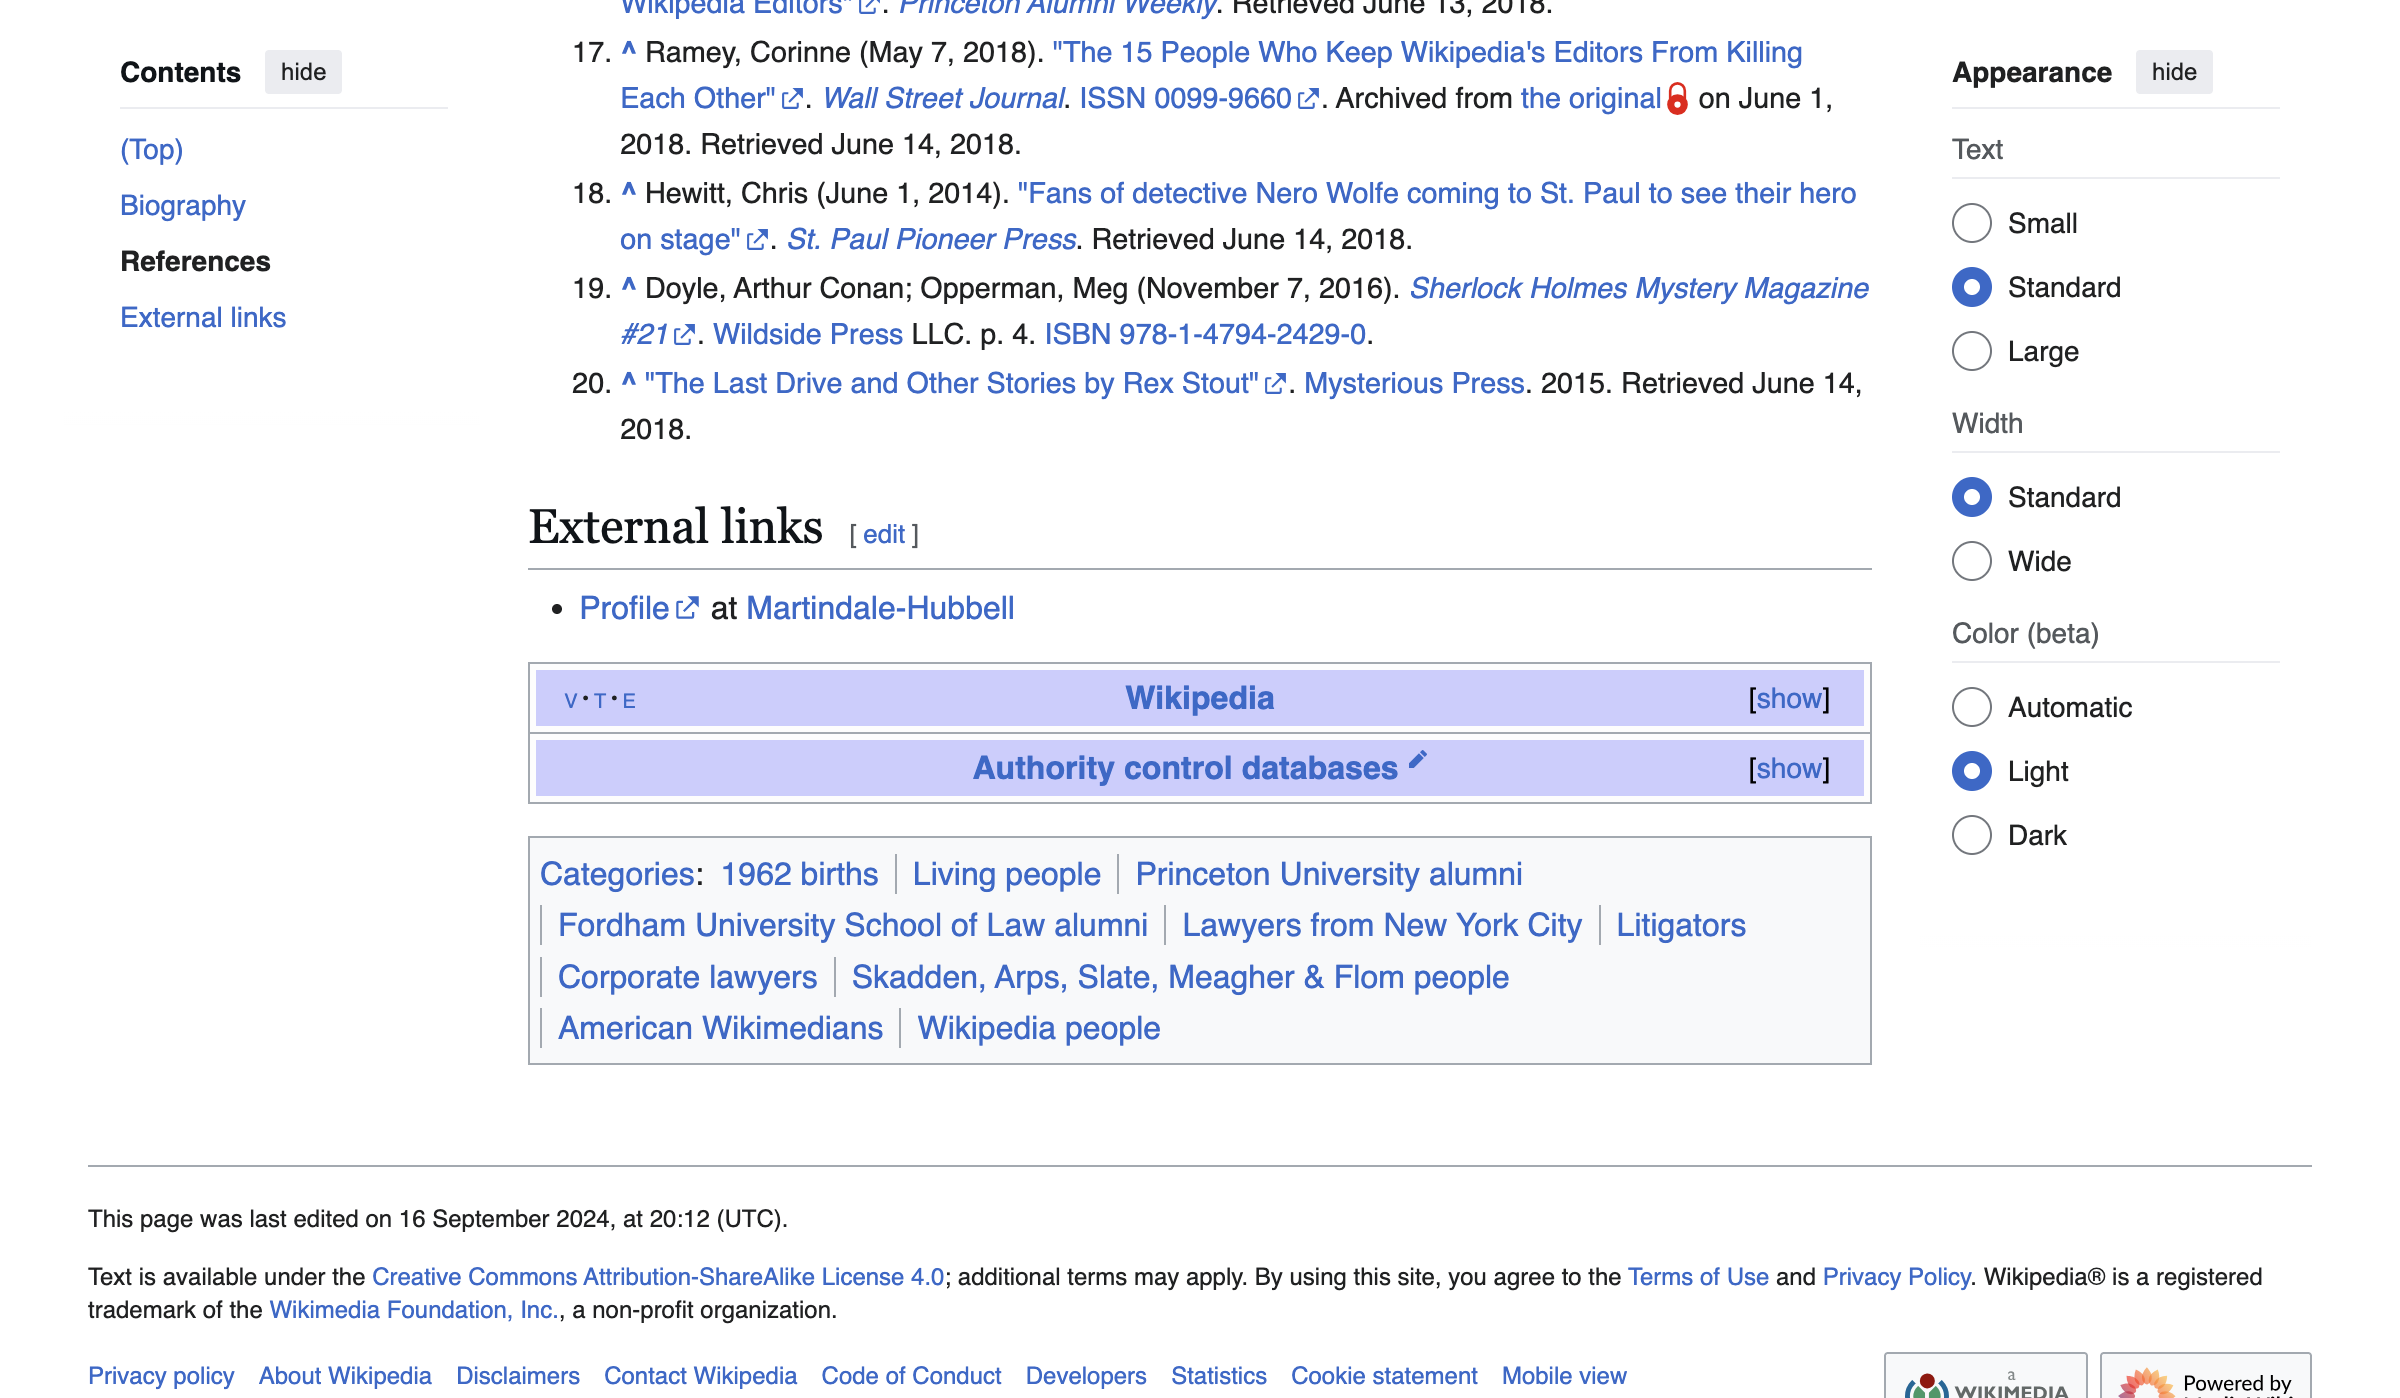 Wikipedia Editors". Princeton Alumni Weekly. Retrieved June 13, 2018.
Contents hide
(Top)
Biography
References
External links
17. ^ Ramey, Corinne (May 7, 2018). "The 15 People Who Keep Wikipedia's Editors From Killing
Each Other". Wall Street Journal. ISSN 0099-9660. Archived from the original on June 1,
2018. Retrieved June 14, 2018.
18. ^ Hewitt, Chris (June 1, 2014). "Fans of detective Nero Wolfe coming to St. Paul to see their hero
on stage". St. Paul Pioneer Press. Retrieved June 14, 2018.
19. ^ Doyle, Arthur Conan; Opperman, Meg (November 7, 2016). Sherlock Holmes Mystery Magazine
#21. Wildside Press LLC. p. 4. ISBN 978-1-4794-2429-0.
20. ^ "The Last Drive and Other Stories by Rex Stout". Mysterious Press. 2015. Retrieved June 14,
2018.
External links [ edit ]
• Profile at Martindale-Hubbell
V • T • E Wikipedia [show]
Authority control databases [show]
Categories: 1962 births | Living people | Princeton University alumni
| Fordham University School of Law alumni | Lawyers from New York City | Litigators
| Corporate lawyers | Skadden, Arps, Slate, Meagher & Flom people
| American Wikimedians | Wikipedia people
Appearance hide
Text
Small
Standard
Large
Width
Standard
Wide
Color (beta)
Automatic
Light
Dark
This page was last edited on 16 September 2024, at 20:12 (UTC).
Text is available under the Creative Commons Attribution-ShareAlike License 4.0; additional terms may apply. By using this site, you agree to the Terms of Use and Privacy Policy. Wikipedia® is a registered
trademark of the Wikimedia Foundation, Inc., a non-profit organization.
Privacy policy About Wikipedia Disclaimers Contact Wikipedia Code of Conduct Developers Statistics Cookie statement Mobile view
a
WIKIMEDIA
Powered by